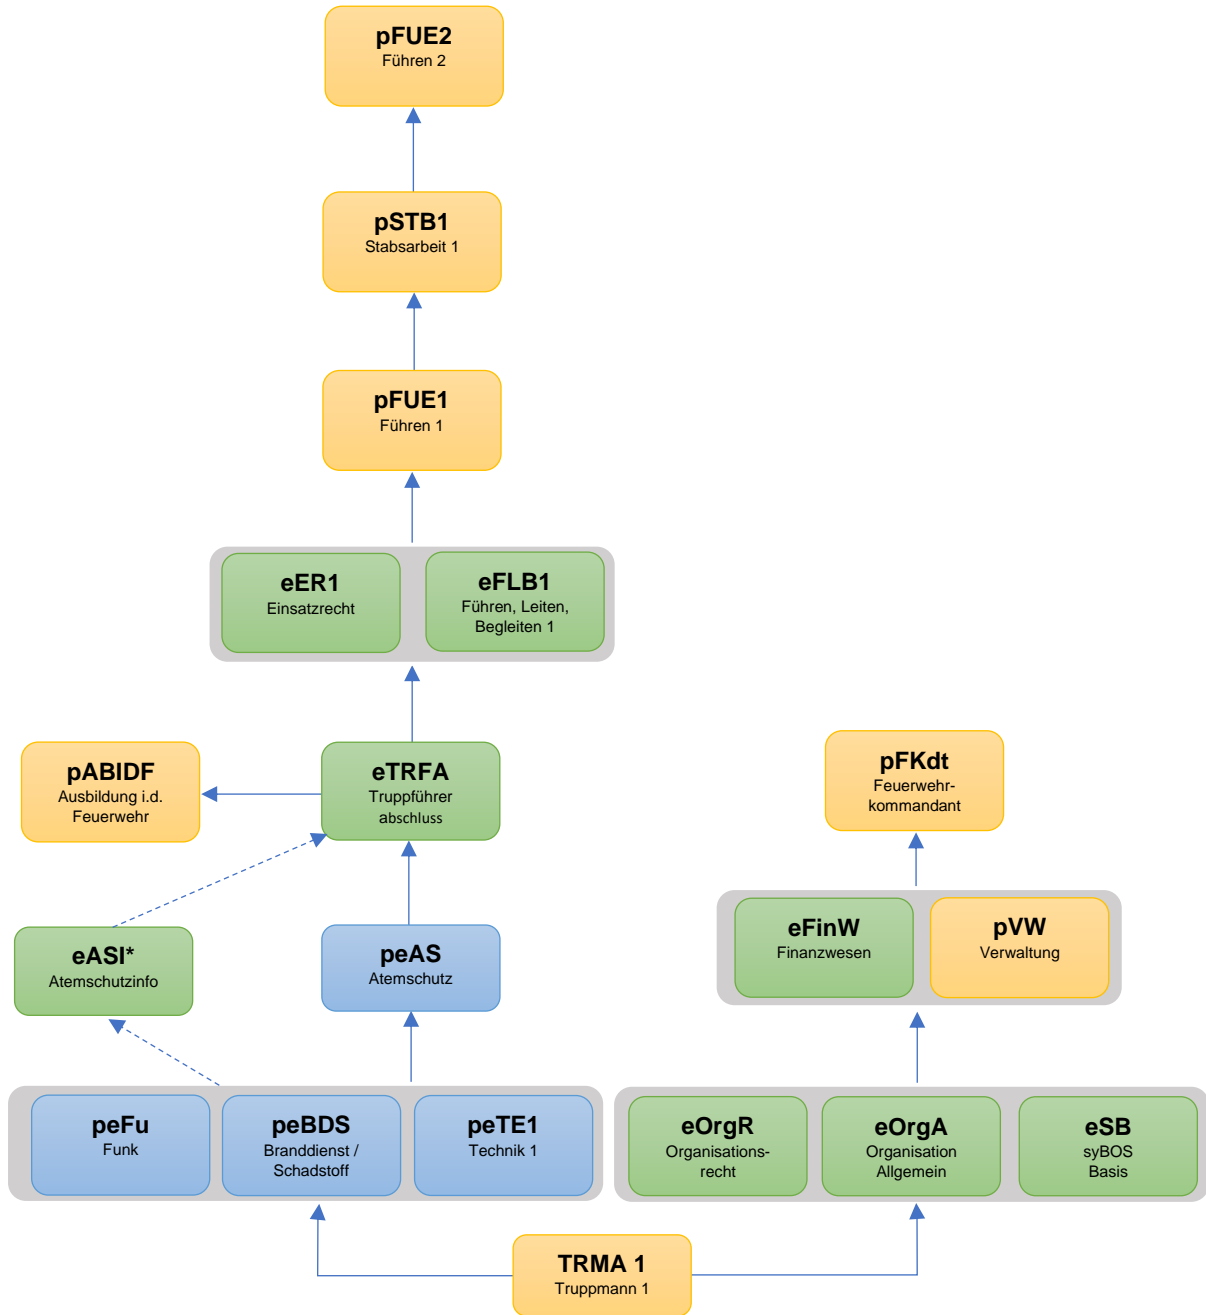 pFUE2
Führen 2
pSTB1
Stabsarbeit 1
pFUE1
Führen 1
eER1
Einsatzrecht
eFLB1
Führen, Leiten,
Begleiten 1
pABIDF
Ausbildung i.d.
Feuerwehr
eTRFA
Truppführer
abschluss
pFKdt
Feuerwehr-
kommandant
eASI*
Atemschutzinfo
peAS
Atemschutz
eFinW
Finanzwesen
pVW
Verwaltung
peFu
Funk
peBDS
Branddienst /
Schadstoff
peTE1
Technik 1
eOrgR
Organisations-
recht
eOrgA
Organisation
Allgemein
eSB
syBOS
Basis
TRMA 1
Truppmann 1